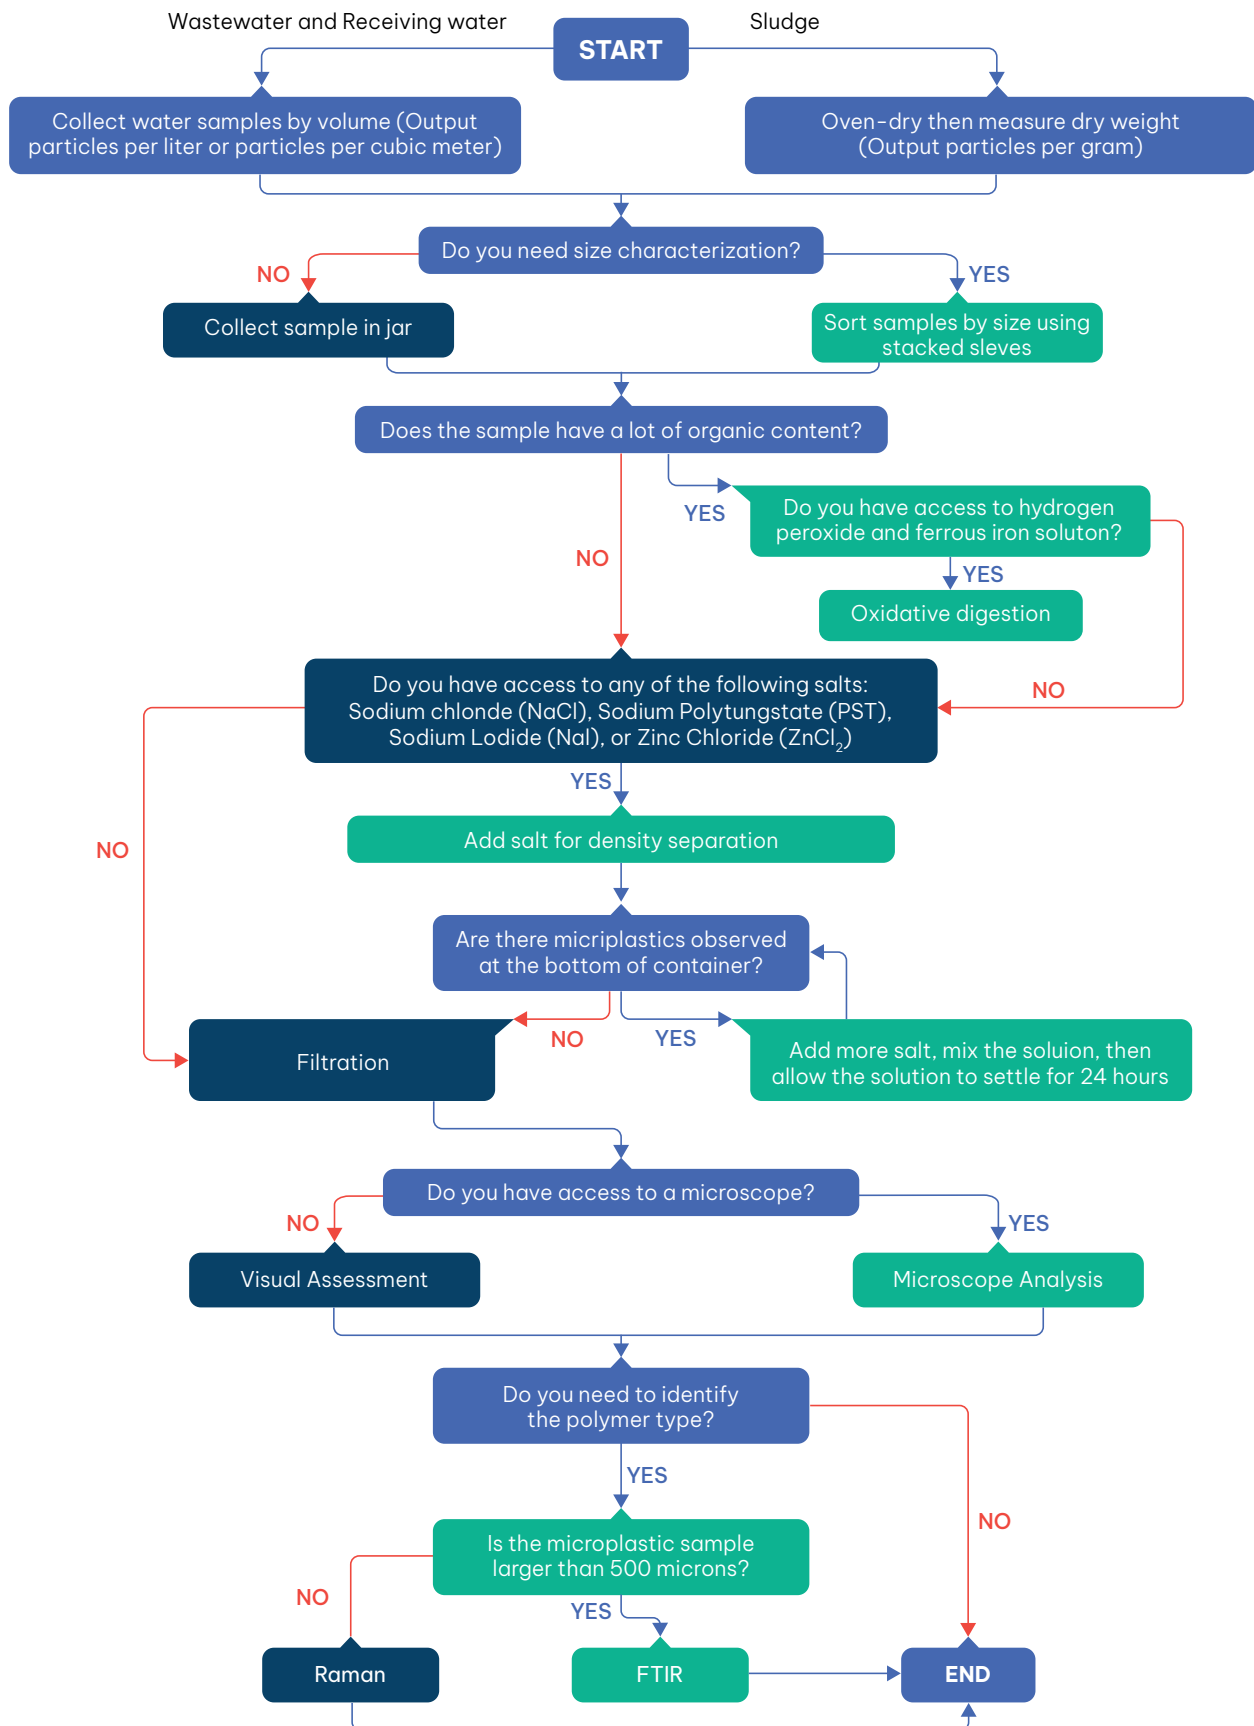 Wastewater and Receiving water
START
Sludge
Collect water samples by volume (Output
particles per liter or particles per cubic meter)
Oven-dry then measure dry weight
(Output particles per gram)
Do you need size characterization?
NO
YES
Collect sample in jar
Sort samples by size using
stacked sleves
Does the sample have a lot of organic content?
YES
Do you have access to hydrogen
peroxide and ferrous iron soluton?
NO
YES
Oxidative digestion
NO
Do you have access to any of the following salts:
Sodium chlonde (NaCl), Sodium Polytungstate (PST),
Sodium Lodide (NaI), or Zinc Chloride (ZnCl₂)
YES
NO
Add salt for density separation
Are there micriplastics observed
at the bottom of container?
NO
YES
Filtration
Add more salt, mix the soluion, then
allow the solution to settle for 24 hours
Do you have access to a microscope?
NO
YES
Visual Assessment
Microscope Analysis
Do you need to identify
the polymer type?
YES
NO
Is the microplastic sample
larger than 500 microns?
NO
YES
Raman
FTIR
END